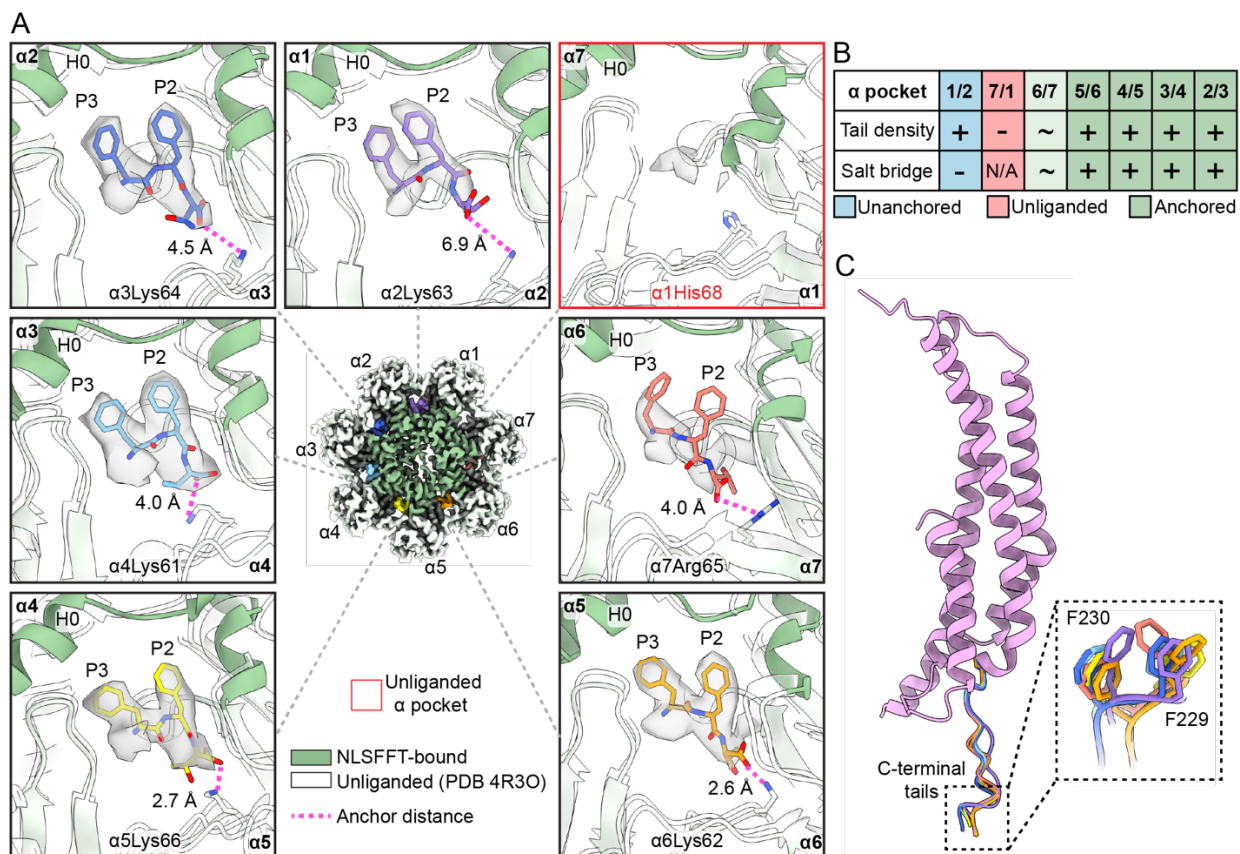 A
α2
H0
P3
P2
4.5 Å
α3Lys64
α3
α1
P2
P3
6.9 Å
α2Lys63
α2
α7
H0
α1His68
α1
B
α pocket 1/2 7/1 6/7 5/6 4/5 3/4 2/3
Tail density + - ~ + + + +
Salt bridge - N/A ~ + + + +
Unanchored Unliganded Anchored
C
α3
H0
P3
P2
4.0 Å
α4Lys61
α4
α2
α1
α3
α7
α4
α6
α5
α6
H0
P3
P2
4.0 Å
α7Arg65
α7
α4
H0
P3
P2
2.7 Å
α5Lys66
α5
Unliganded
α pocket
NLSFFT-bound
Unliganded (PDB 4R3O)
Anchor distance
α5
H0
P3
P2
2.6 Å
α6Lys62
α6
F230
F229
C-terminal
tails